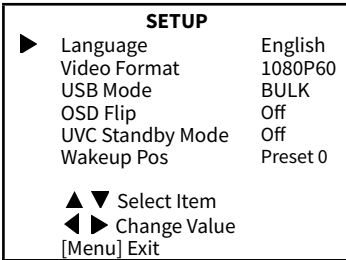 SETUP
▶ Language English
Video Format 1080P60
USB Mode BULK
OSD Flip Off
UVC Standby Mode Off
Wakeup Pos Preset 0
▲ ▼ Select Item
◀ ▶ Change Value
[Menu] Exit